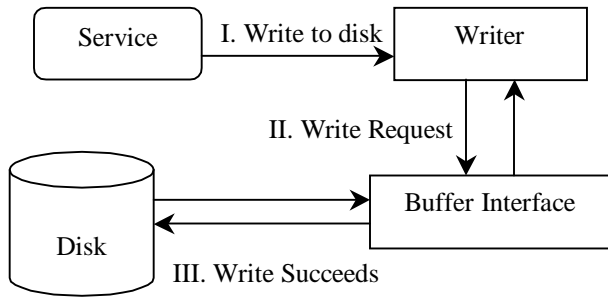 Service
I. Write to disk
Writer
II. Write Request
Buffer Interface
Disk
III. Write Succeeds